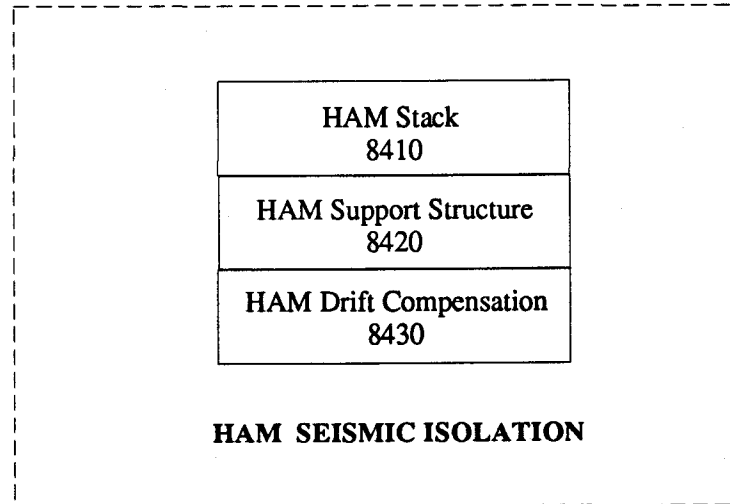 HAM Stack
8410
HAM Support Structure
8420
HAM Drift Compensation
8430
HAM SEISMIC ISOLATION